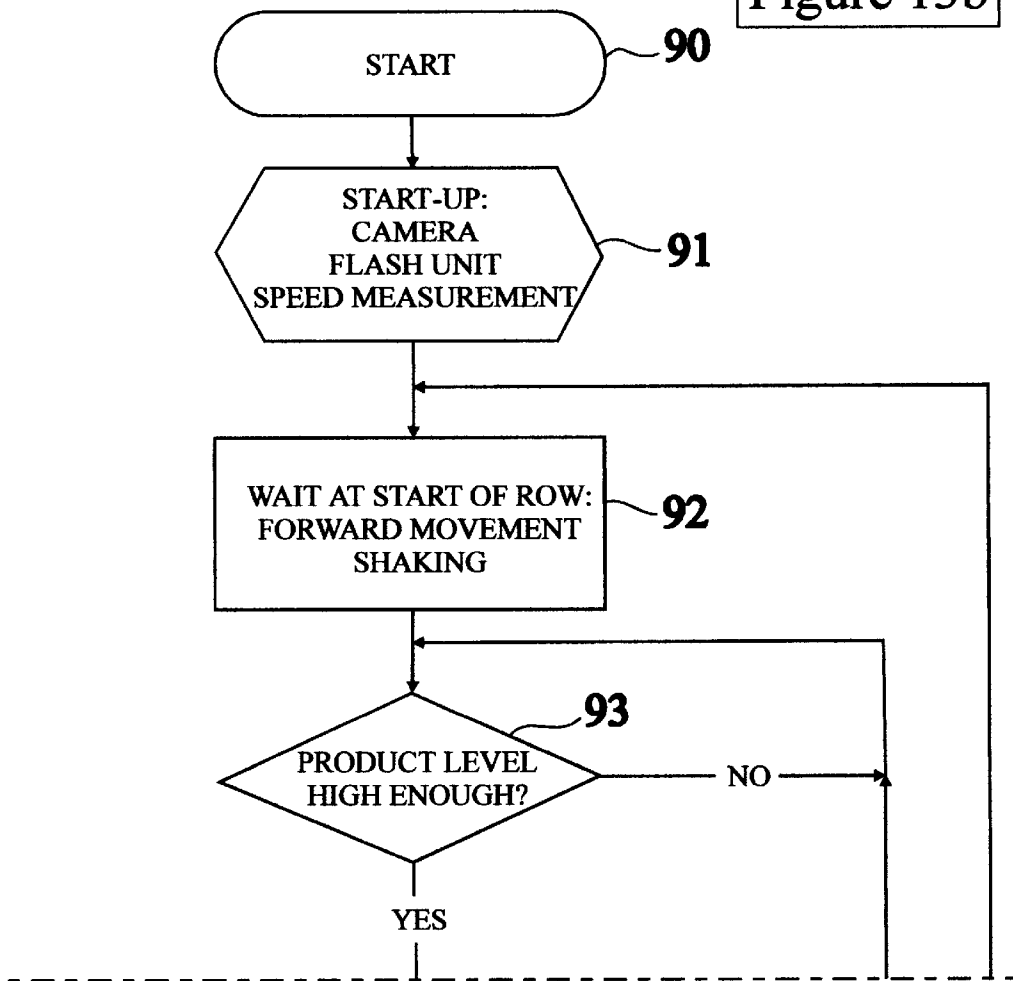 Figure 15b
START
90
START-UP:
CAMERA
FLASH UNIT
SPEED MEASUREMENT
91
WAIT AT START OF ROW:
FORWARD MOVEMENT
SHAKING
92
93
PRODUCT LEVEL
HIGH ENOUGH?
NO
YES